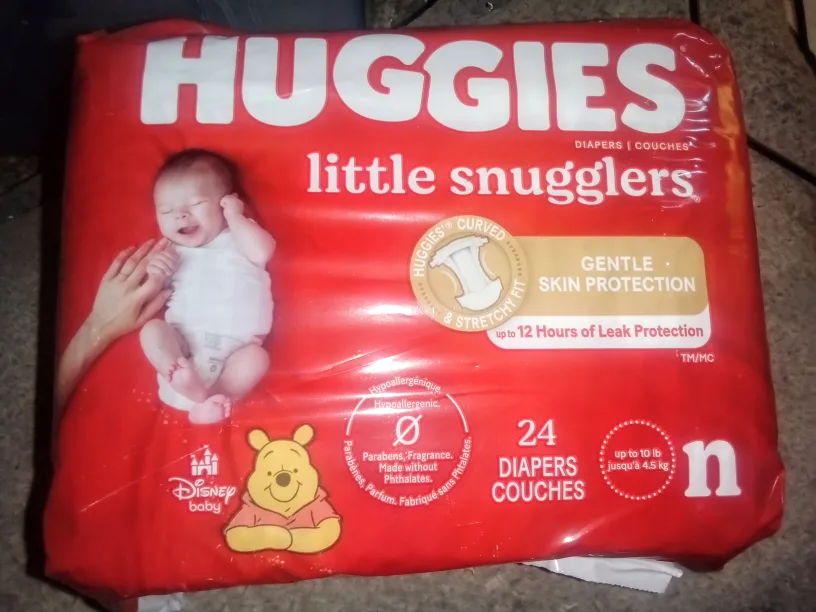 HUGGIES
DIAPERS | COUCHES
little snugglers
HUGGIES® CURVED
& STRETCHY FIT
GENTLE
SKIN PROTECTION
up to 12 Hours of Leak Protection
TM/MC
Hypoallergénique.
Hypoallergenic.
Parabens, Fragrance.
Made without
Phthalates.
Parabènes, Parfum. Fabriqué sans Phtalates.
24
DIAPERS
COUCHES
up to 10 lb
jusqu'à 4.5 kg
n
Disney
baby